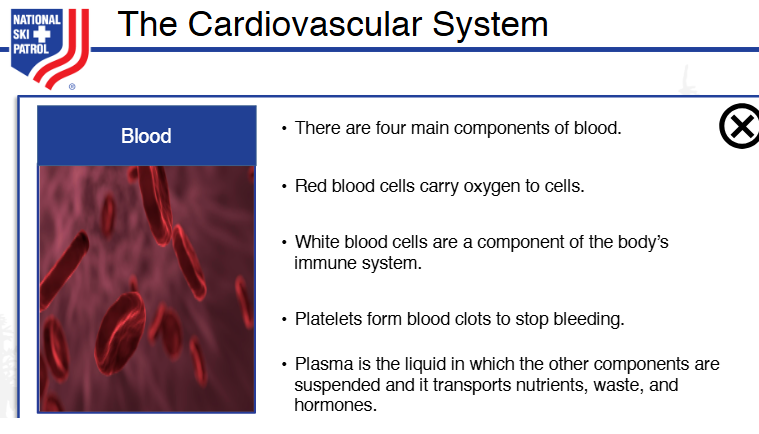 NATIONAL
SKI
PATROL
®
The Cardiovascular System
Blood
• There are four main components of blood.
• Red blood cells carry oxygen to cells.
• White blood cells are a component of the body's
immune system.
• Platelets form blood clots to stop bleeding.
• Plasma is the liquid in which the other components are
suspended and it transports nutrients, waste, and
hormones.